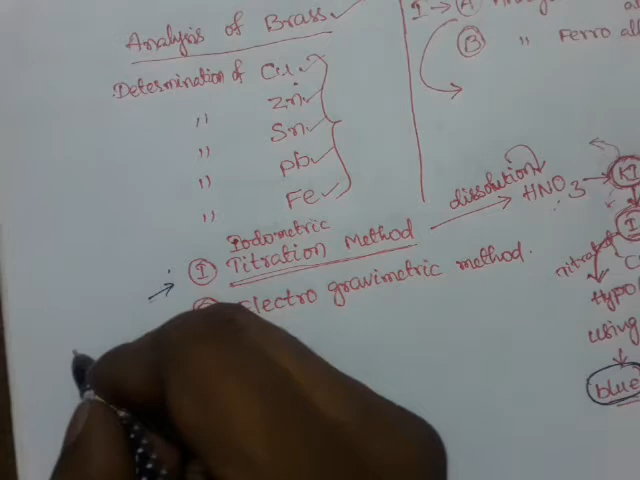 Analysis of Brass
Determination of Cu
" Zn
" Sn
" Pb
" Fe
Iodometric
I Titration Method
Electro gravimetric method.
I → A
B " Ferro
dissolution
HNO3 → KI
I
Hypo
using
blue